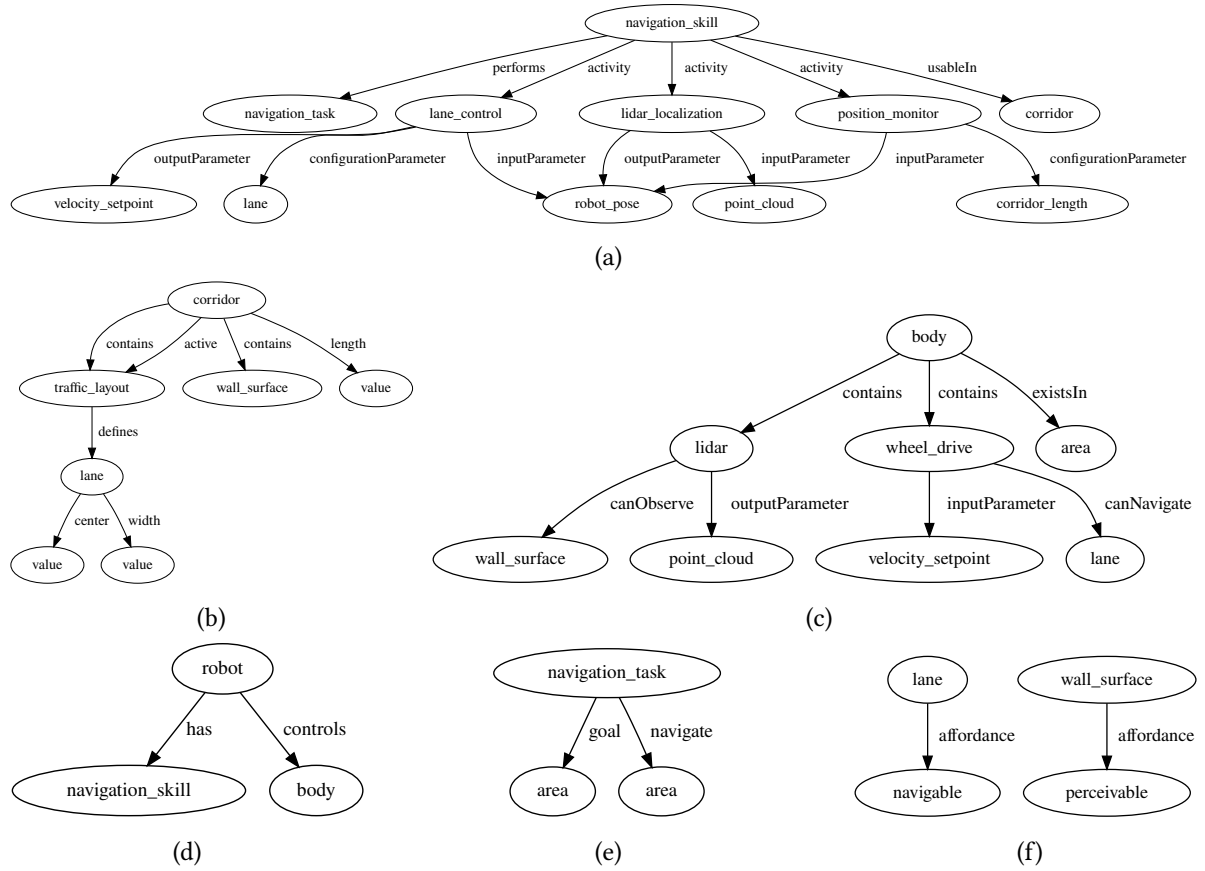 navigation_skill
performs activity activity activity usableIn
navigation_task lane_control lidar_localization position_monitor corridor
outputParameter configurationParameter inputParameter outputParameter inputParameter inputParameter configurationParameter
velocity_setpoint lane robot_pose point_cloud corridor_length
(a)
corridor
contains active contains length
traffic_layout wall_surface value
defines
lane
center width
value value
(b)
body
contains contains existsIn
lidar wheel_drive area
canObserve outputParameter inputParameter canNavigate
wall_surface point_cloud velocity_setpoint lane
(c)
robot
has controls
navigation_skill body
(d)
navigation_task
goal navigate
area area
(e)
lane wall_surface
affordance affordance
navigable perceivable
(f)